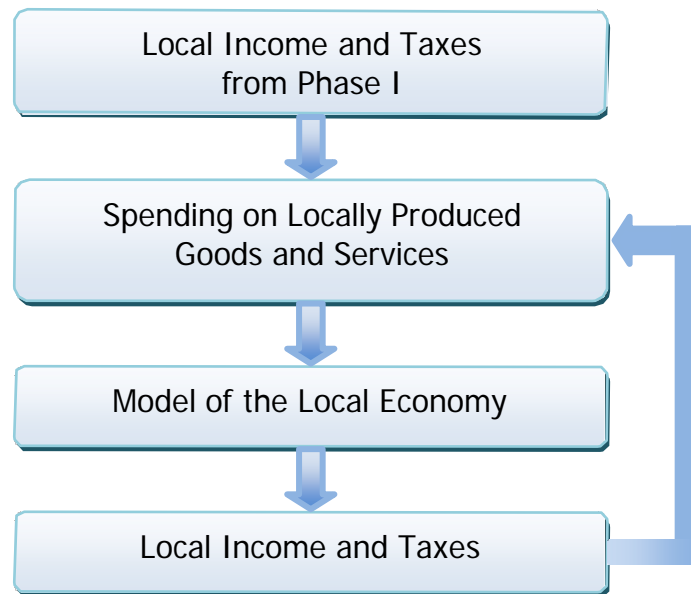 Local Income and Taxes
from Phase I
Spending on Locally Produced
Goods and Services
Model of the Local Economy
Local Income and Taxes